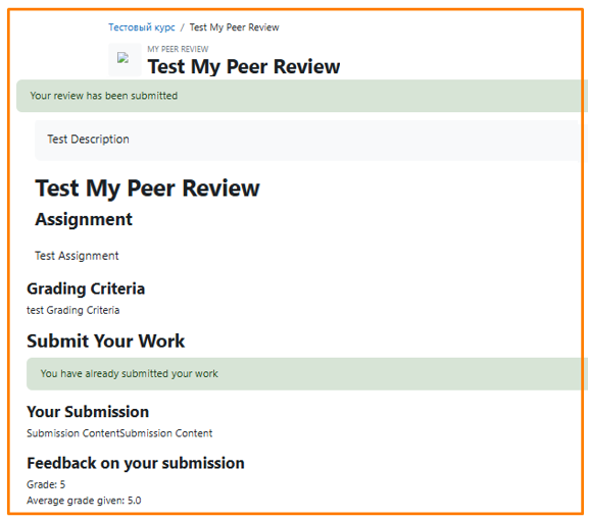 Тестовый курс / Test My Peer Review
MY PEER REVIEW
Test My Peer Review
Your review has been submitted
Test Description
Test My Peer Review
Assignment
Test Assignment
Grading Criteria
test Grading Criteria
Submit Your Work
You have already submitted your work
Your Submission
Submission ContentSubmission Content
Feedback on your submission
Grade: 5
Average grade given: 5.0